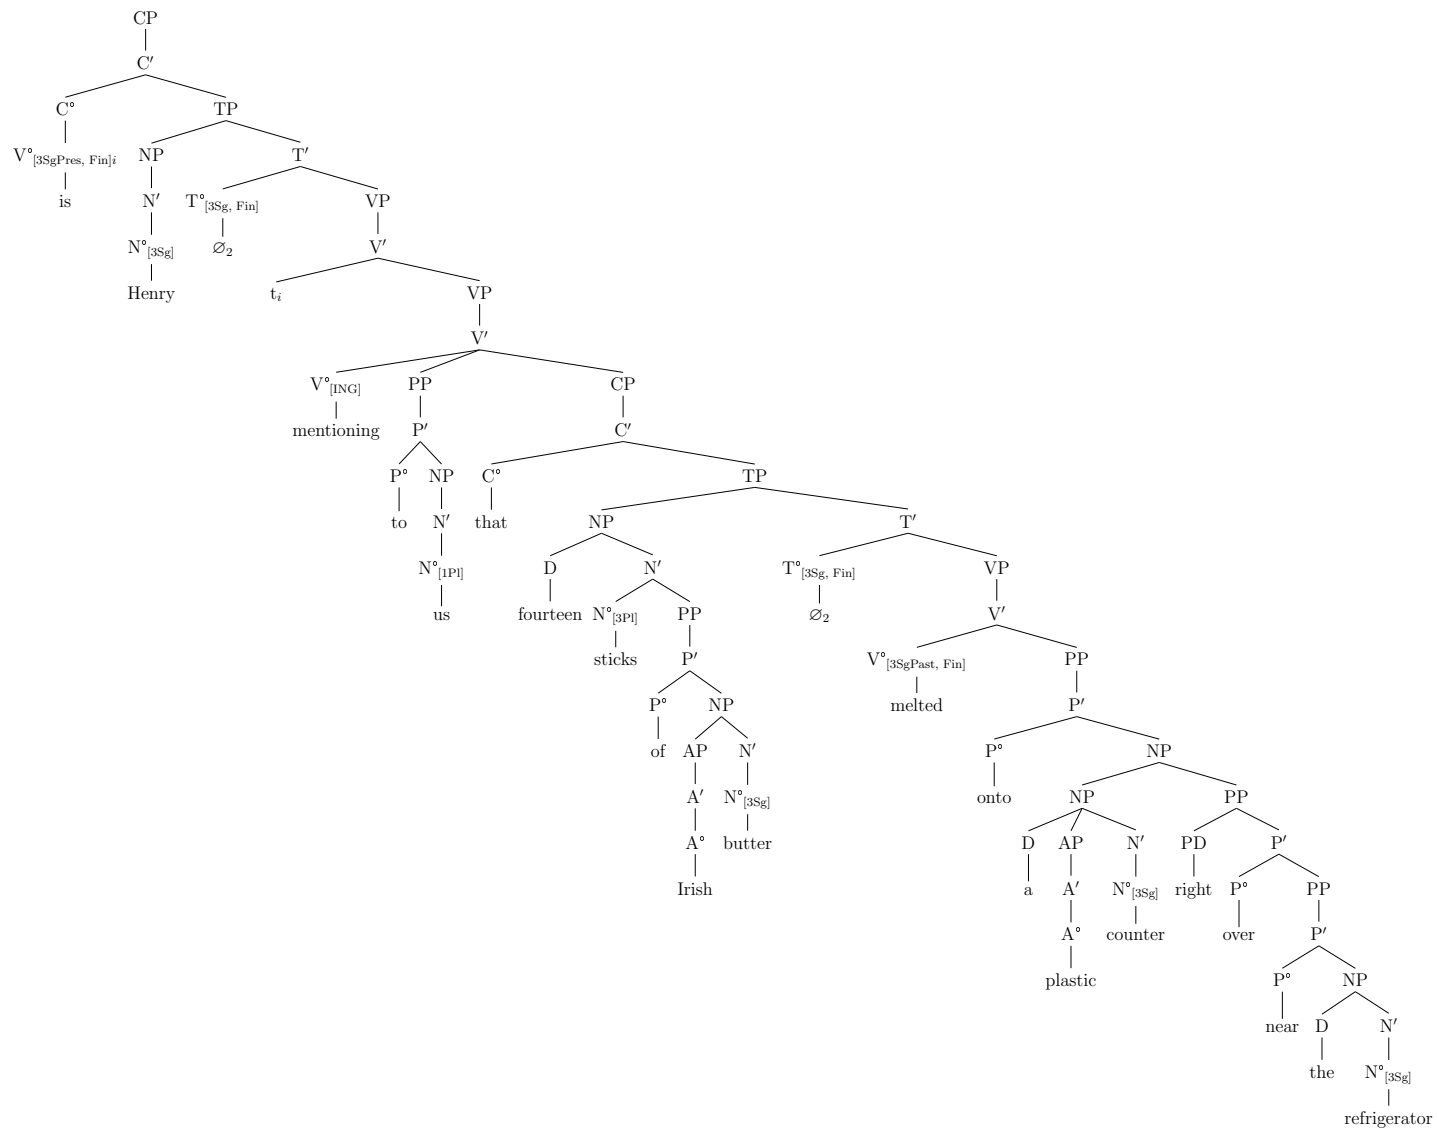 CP
C′
C° TP
V°[3SgPres, Fin]i NP T′
is N′ T°[3Sg, Fin] VP
N°[3Sg] ∅2 V′
Henry ti VP
V′
V°[ING] PP CP
mentioning P′ C′
P° NP C° TP
to N′ that NP T′
N°[1Pl] D N′ T°[3Sg, Fin] VP
us fourteen N°[3Pl] PP ∅2 V′
sticks P′ V°[3SgPast, Fin] PP
P° NP melted P′
of AP N′ P° NP
A′ N°[3Sg] onto NP PP
A° butter D AP N′ PD P′
Irish a A′ N°[3Sg] right P° PP
A° counter over P′
plastic P° NP
near D N′
the N°[3Sg]
refrigerator